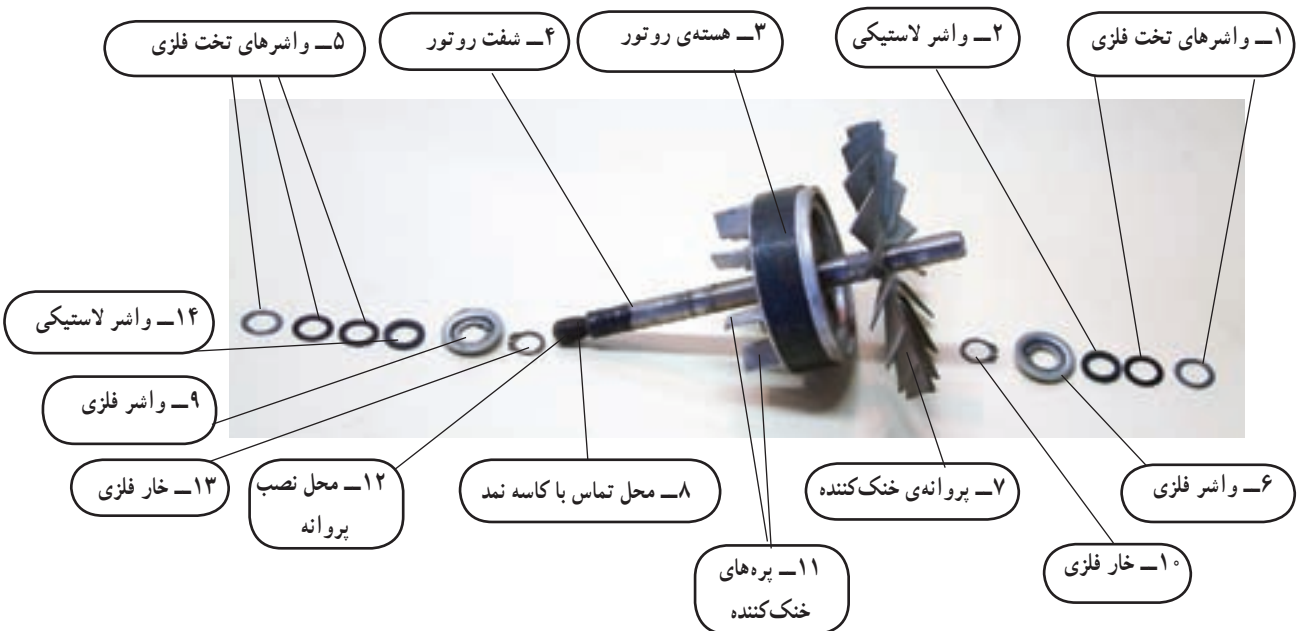 ۱ــ واشرهای تخت فلزی
۲ــ واشر لاستیکی
۳ــ هسته‌ی روتور
۴ــ شفت روتور
۵ــ واشرهای تخت فلزی
۱۴ــ واشر لاستیکی
۹ــ واشر فلزی
۶ــ واشر فلزی
۷ــ پروانه‌ی خنک‌کننده
۸ــ محل تماس با کاسه نمد
۱۲ــ محل نصب
پروانه
۱۳ــ خار فلزی
۱۰ــ خار فلزی
۱۱ــ پره‌های
خنک‌کننده